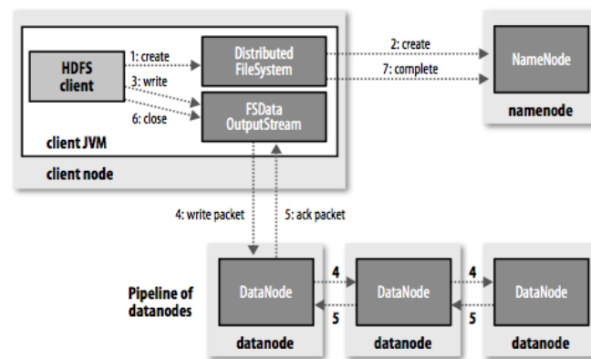 HDFS
client
1: create
3: write
6: close
Distributed
FileSystem
FSData
OutputStream
client JVM
client node
2: create
7: complete
NameNode
namenode
4: write packet
5: ack packet
Pipeline of
datanodes
DataNode
datanode
4
5
DataNode
datanode
4
5
DataNode
datanode